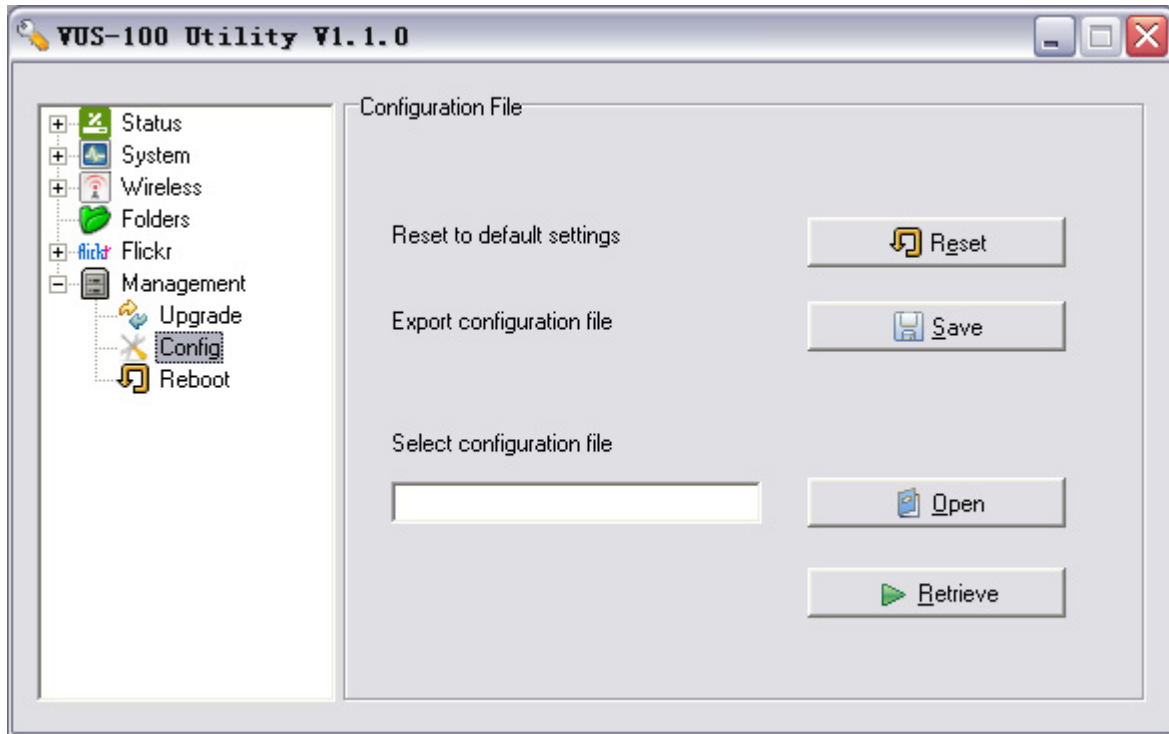 VUS-100 Utility V1.1.0
Status
System
Wireless
Folders
flickr Flickr
Management
Upgrade
Config
Reboot
Configuration File
Reset to default settings
Reset
Export configuration file
Save
Select configuration file
Open
Retrieve